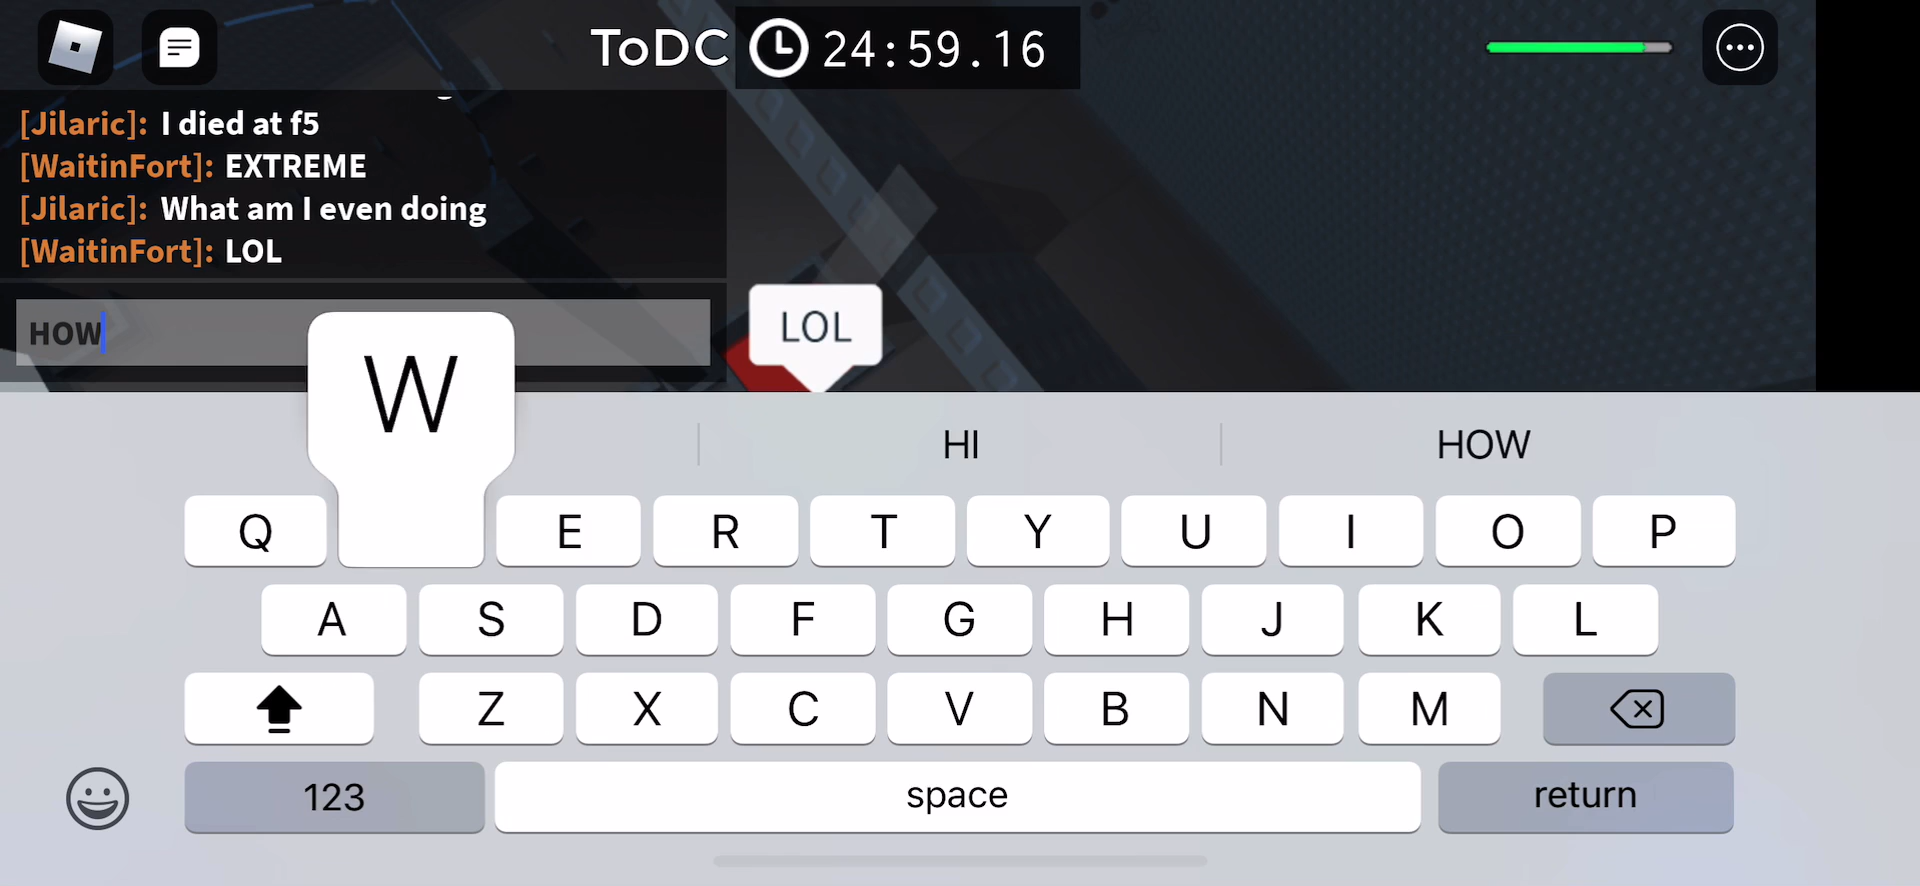 ToDC 24:59.16
[Jilaric]: I died at f5
[WaitinFort]: EXTREME
[Jilaric]: What am I even doing
[WaitinFort]: LOL
HOW
LOL
W
HI HOW
Q E R T Y U I O P
A S D F G H J K L
Z X C V B N M
123 space return